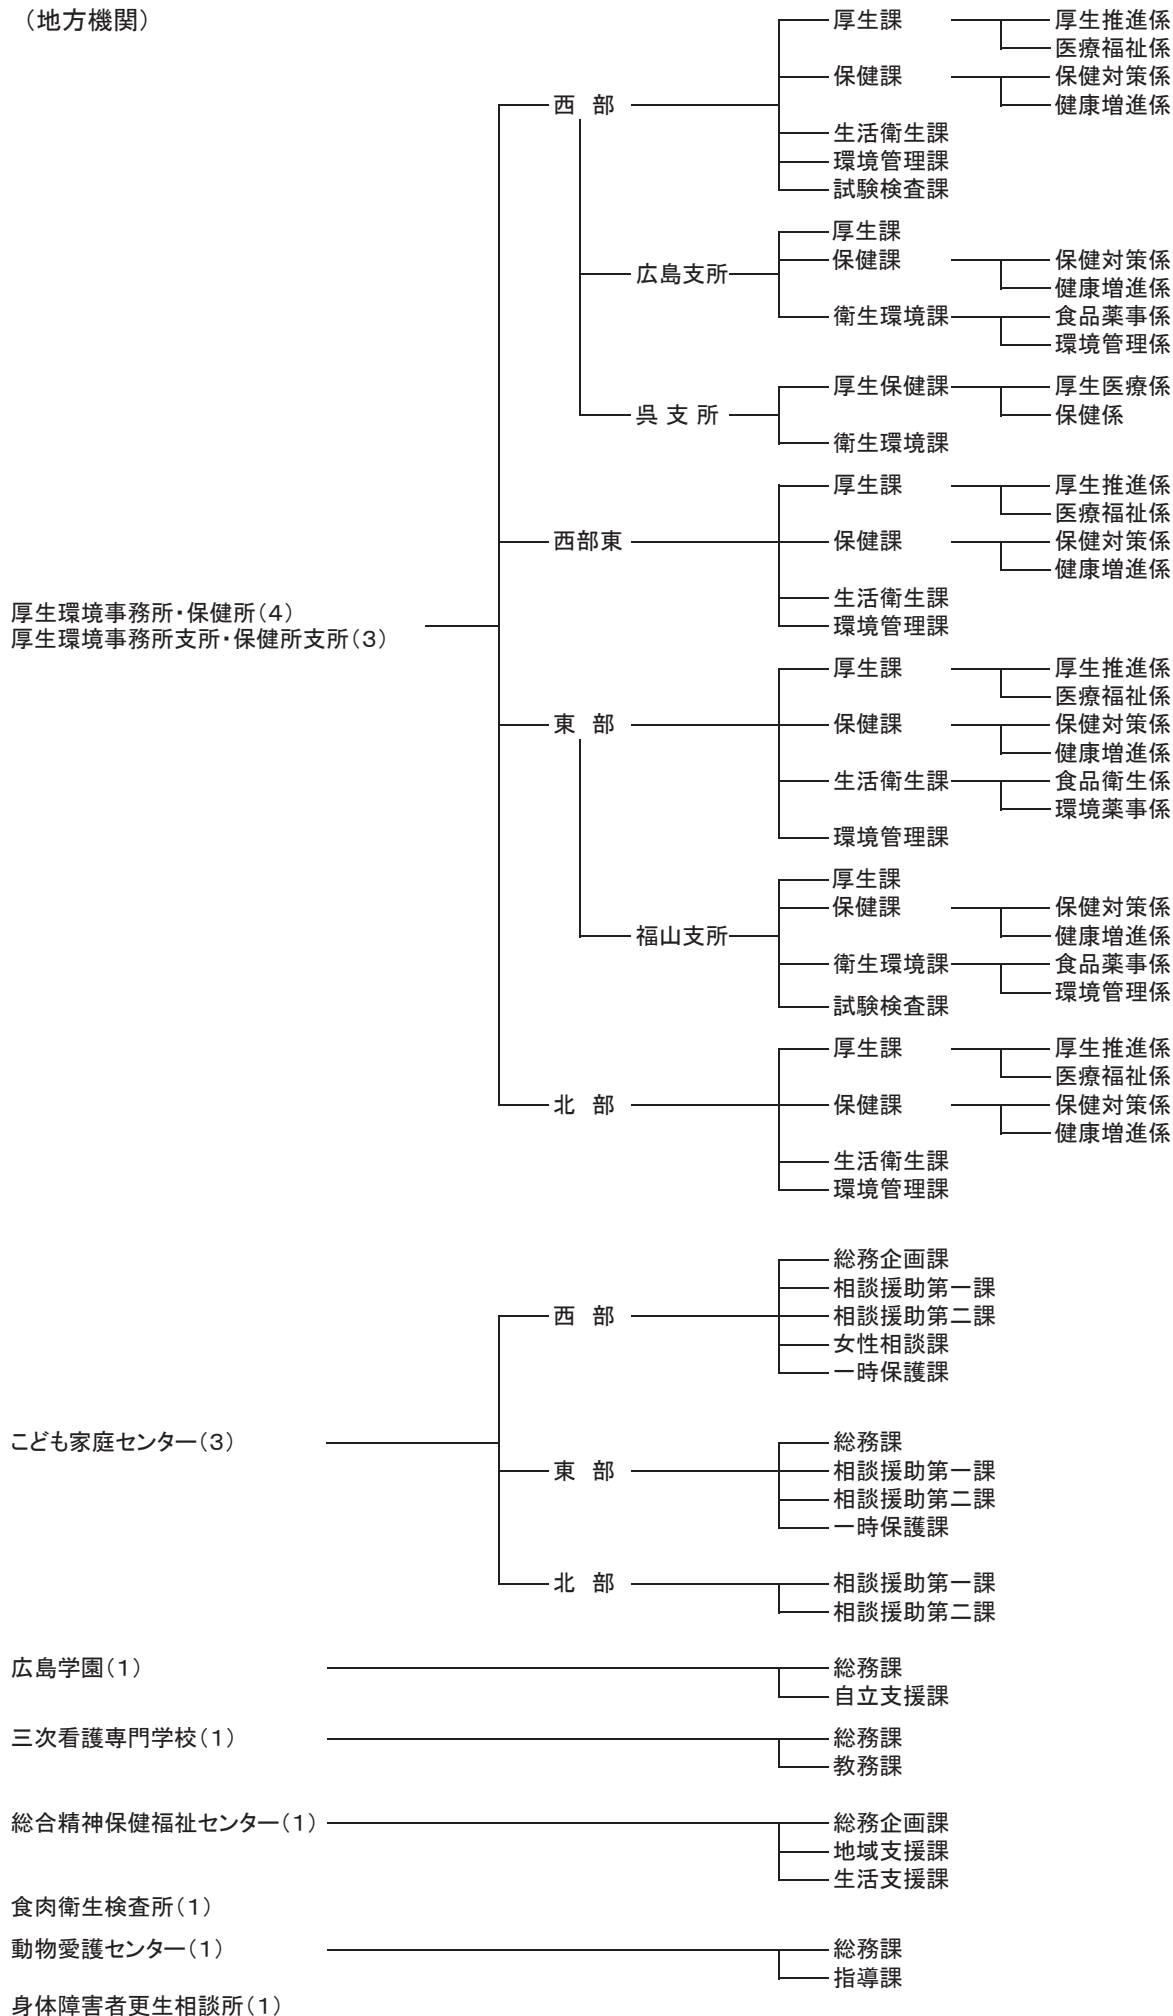 （地方機関）
厚生課 厚生推進係
医療福祉係
保健課 保健対策係
西 部 健康増進係
生活衛生課
環境管理課
試験検査課
厚生課
保健課 保健対策係
広島支所 健康増進係
衛生環境課 食品薬事係
環境管理係
厚生保健課 厚生医療係
呉 支 所 保健係
衛生環境課
厚生課 厚生推進係
医療福祉係
西部東 保健課 保健対策係
健康増進係
生活衛生課
厚生環境事務所・保健所（4）
環境管理課
厚生環境事務所支所・保健所支所（3）
厚生課 厚生推進係
医療福祉係
東 部 保健課 保健対策係
健康増進係
生活衛生課 食品衛生係
環境薬事係
環境管理課
厚生課
保健課 保健対策係
福山支所 健康増進係
衛生環境課 食品薬事係
環境管理係
試験検査課
厚生課 厚生推進係
医療福祉係
北 部 保健課 保健対策係
健康増進係
生活衛生課
環境管理課
総務企画課
相談援助第一課
西 部 相談援助第二課
女性相談課
一時保護課
こども家庭センター（3） 総務課
東 部 相談援助第一課
相談援助第二課
一時保護課
北 部 相談援助第一課
相談援助第二課
広島学園（1） 総務課
自立支援課
三次看護専門学校（1） 総務課
教務課
総合精神保健福祉センター（1） 総務企画課
地域支援課
生活支援課
食肉衛生検査所（1）
動物愛護センター（1） 総務課
指導課
身体障害者更生相談所（1）